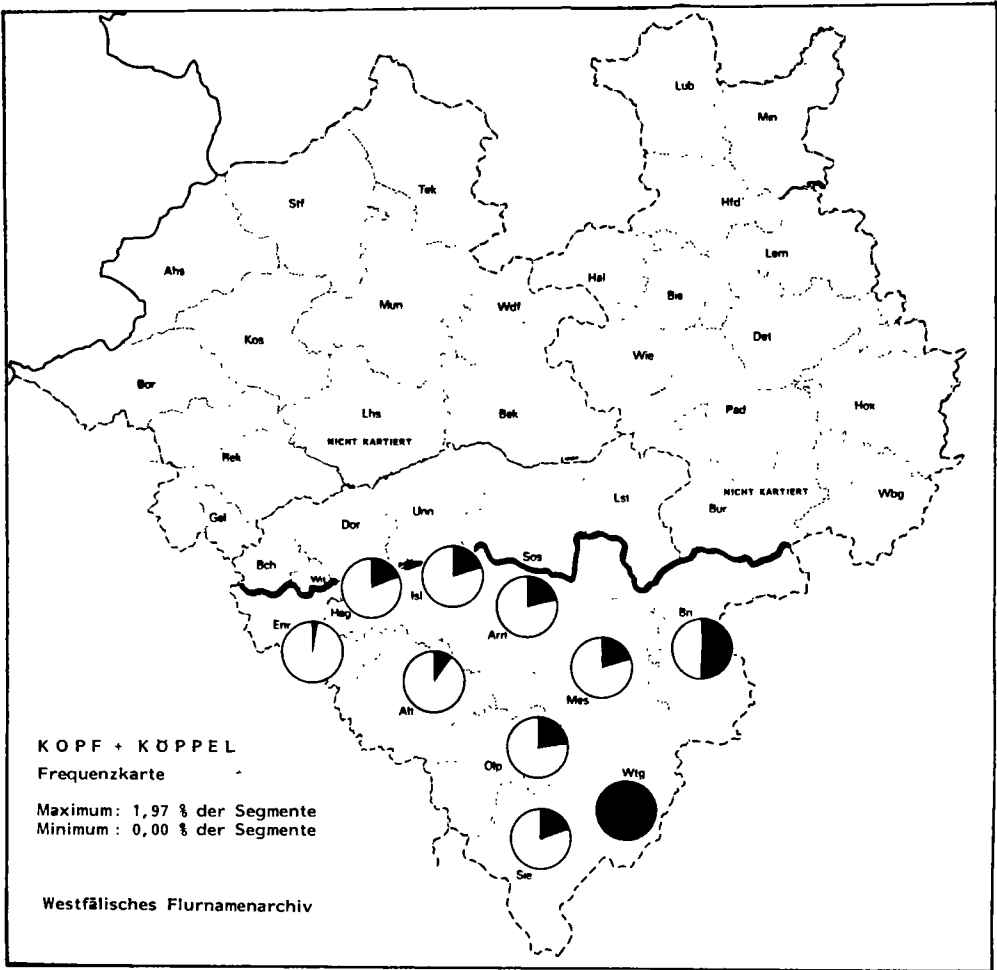 Lub
Min
Tek
Stf
Hfd
Lem
Ahs
Hal
Bie
Mun
Wdf
Det
Kos
Wie
Bor
Pad
Hox
Lhs
Bek
NICHT KARTIERT
Rek
Lst
NICHT KARTIERT
Wbg
Bur
Unn
Gel
Dor
Sos
Bch
Wit
Isl
Hag
Bri
Enr
Arn
Mes
Alt
KOPF + KÖPPEL
Olp
Frequenzkarte
Wtg
Maximum: 1,97 % der Segmente
Minimum : 0,00 % der Segmente
Sie
Westfälisches Flurnamenarchiv